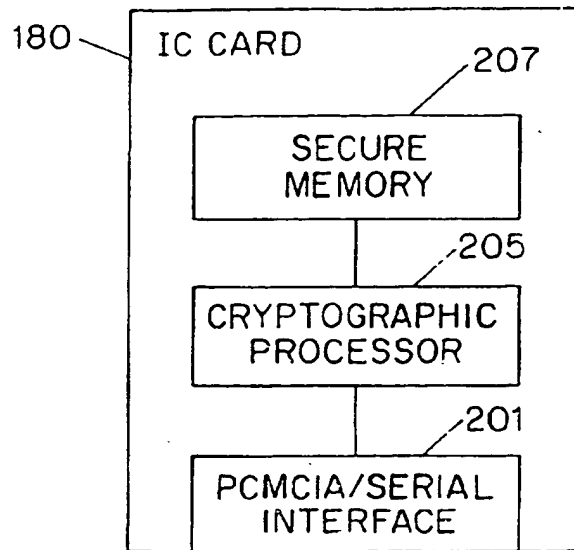 180
IC CARD
207
SECURE
MEMORY
205
CRYPTOGRAPHIC
PROCESSOR
201
PCMCIA/SERIAL
INTERFACE